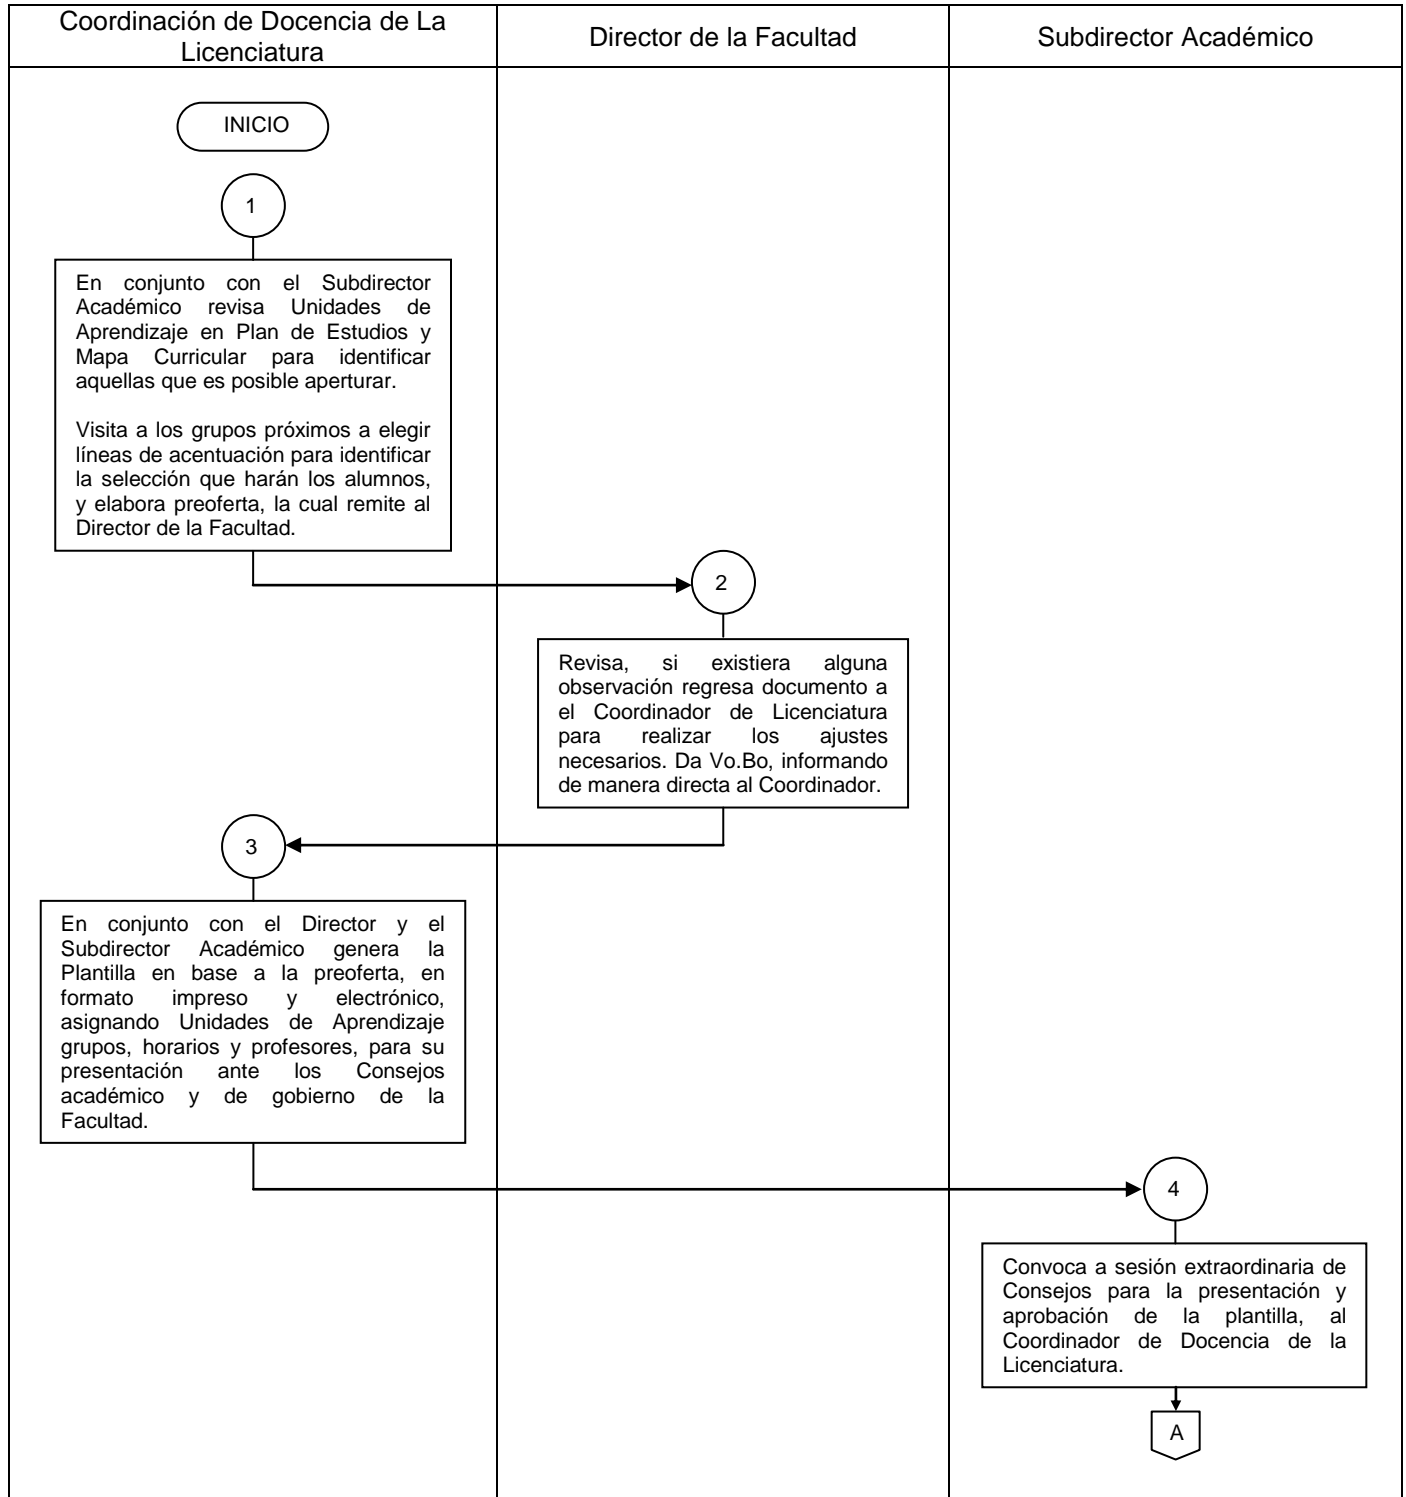 Coordinación de Docencia de La
Licenciatura
Director de la Facultad
Subdirector Académico
INICIO
1
En conjunto con el Subdirector
Académico revisa Unidades de
Aprendizaje en Plan de Estudios y
Mapa Curricular para identificar
aquellas que es posible aperturar.
Visita a los grupos próximos a elegir
líneas de acentuación para identificar
la selección que harán los alumnos,
y elabora preoferta, la cual remite al
Director de la Facultad.
2
Revisa, si existiera alguna
observación regresa documento a
el Coordinador de Licenciatura
para realizar los ajustes
necesarios. Da Vo.Bo, informando
de manera directa al Coordinador.
3
En conjunto con el Director y el
Subdirector Académico genera la
Plantilla en base a la preoferta, en
formato impreso y electrónico,
asignando Unidades de Aprendizaje
grupos, horarios y profesores, para su
presentación ante los Consejos
académico y de gobierno de la
Facultad.
4
Convoca a sesión extraordinaria de
Consejos para la presentación y
aprobación de la plantilla, al
Coordinador de Docencia de la
Licenciatura.
A